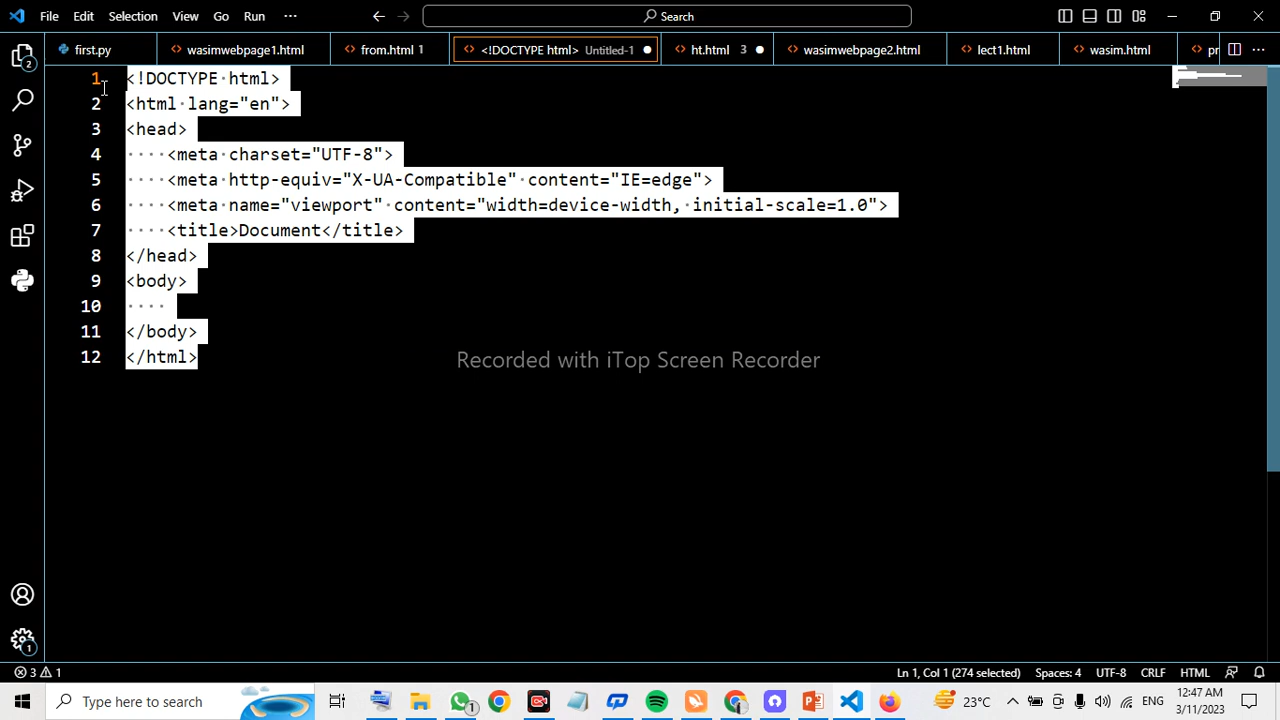 File Edit Selection View Go Run ··· Search
first.py wasimwebpage1.html from.html 1 <!DOCTYPE html> Untitled-1 ht.html 3 wasimwebpage2.html lect1.html wasim.html pr
1 <!DOCTYPE html>
2 <html lang="en">
3 <head>
4 <meta charset="UTF-8">
5 <meta http-equiv="X-UA-Compatible" content="IE=edge">
6 <meta name="viewport" content="width=device-width, initial-scale=1.0">
7 <title>Document</title>
8 </head>
9 <body>
10
11 </body>
12 </html>
Recorded with iTop Screen Recorder
2
1
3 1 Ln 1, Col 1 (274 selected) Spaces: 4 UTF-8 CRLF HTML
Type here to search 1 23°C ENG 12:47 AM
3/11/2023